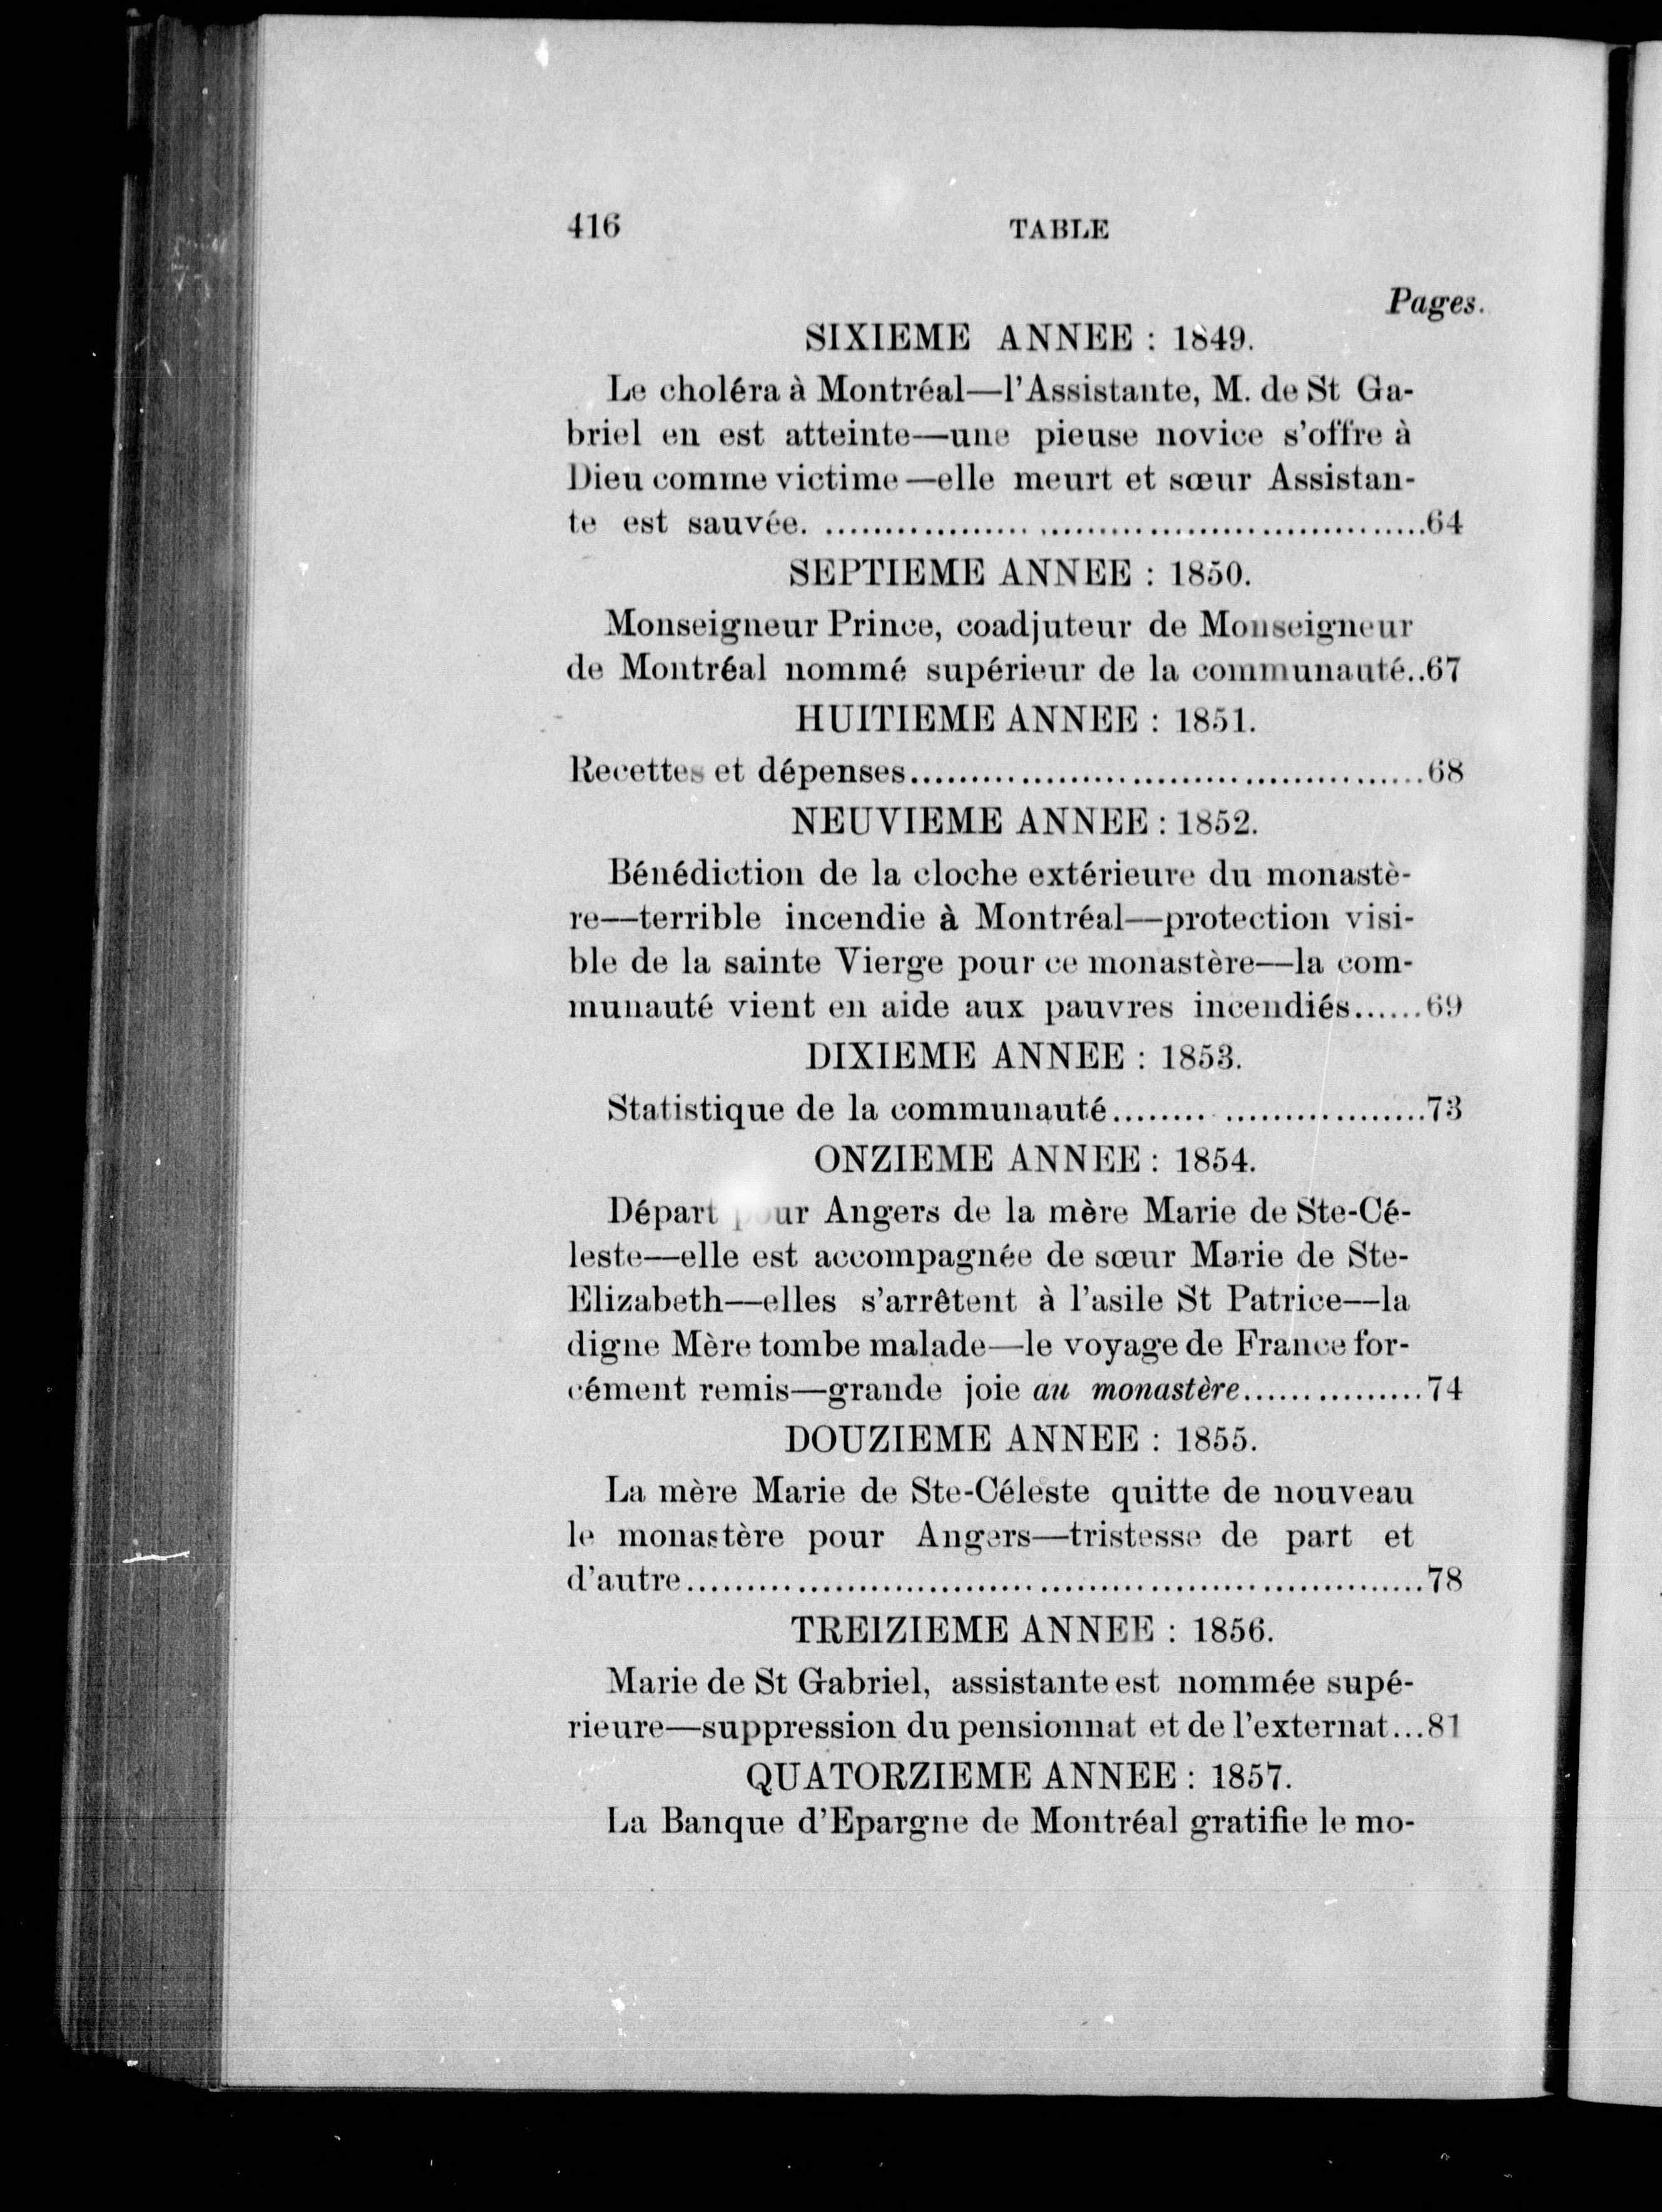 416 TABLE
Pages.
SIXIEME ANNEE : 1849.
Le choléra à Montréal—l'Assistante, M. de St Ga-
briel en est atteinte—une pieuse novice s'offre à
Dieu comme victime—elle meurt et sœur Assistan-
te est sauvée. ............................................................64
SEPTIEME ANNEE : 1850.
Monseigneur Prince, coadjuteur de Monseigneur
de Montréal nommé supérieur de la communauté..67
HUITIEME ANNEE : 1851.
Recettes et dépenses....................................................68
NEUVIEME ANNEE : 1852.
Bénédiction de la cloche extérieure du monastè-
re—terrible incendie à Montréal—protection visi-
ble de la sainte Vierge pour ce monastère—la com-
munauté vient en aide aux pauvres incendiés......69
DIXIEME ANNEE : 1853.
Statistique de la communauté..............................73
ONZIEME ANNEE : 1854.
Départ pour Angers de la mère Marie de Ste-Cé-
leste—elle est accompagnée de sœur Marie de Ste-
Elizabeth—elles s'arrêtent à l'asile St Patrice—la
digne Mère tombe malade—le voyage de France for-
cément remis—grande joie au monastère...............74
DOUZIEME ANNEE : 1855.
La mère Marie de Ste-Céleste quitte de nouveau
le monastère pour Angers—tristesse de part et
d'autre..........................................................................78
TREIZIEME ANNEE : 1856.
Marie de St Gabriel, assistante est nommée supé-
rieure—suppression du pensionnat et de l'externat...81
QUATORZIEME ANNEE : 1857.
La Banque d'Epargne de Montréal gratifie le mo-